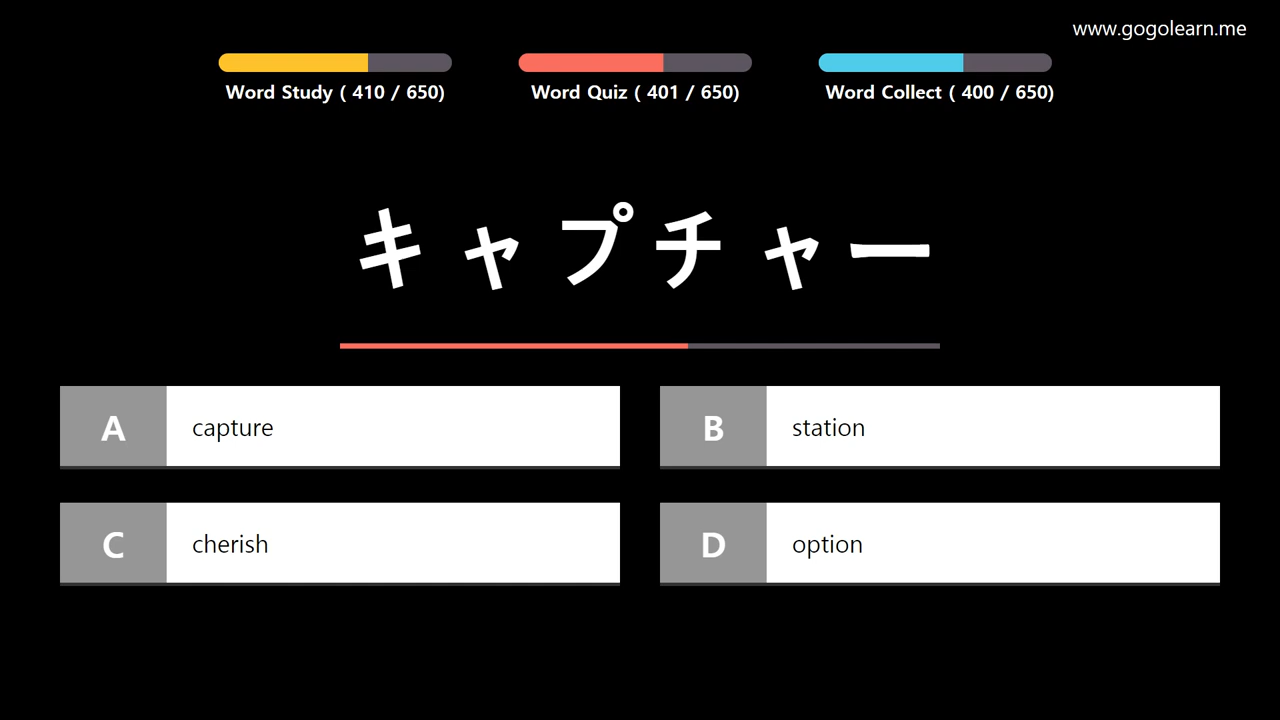 www.gogolearn.me
Word Study ( 410 / 650)
Word Quiz ( 401 / 650)
Word Collect ( 400 / 650)
キャプチャー
A capture
B station
C cherish
D option